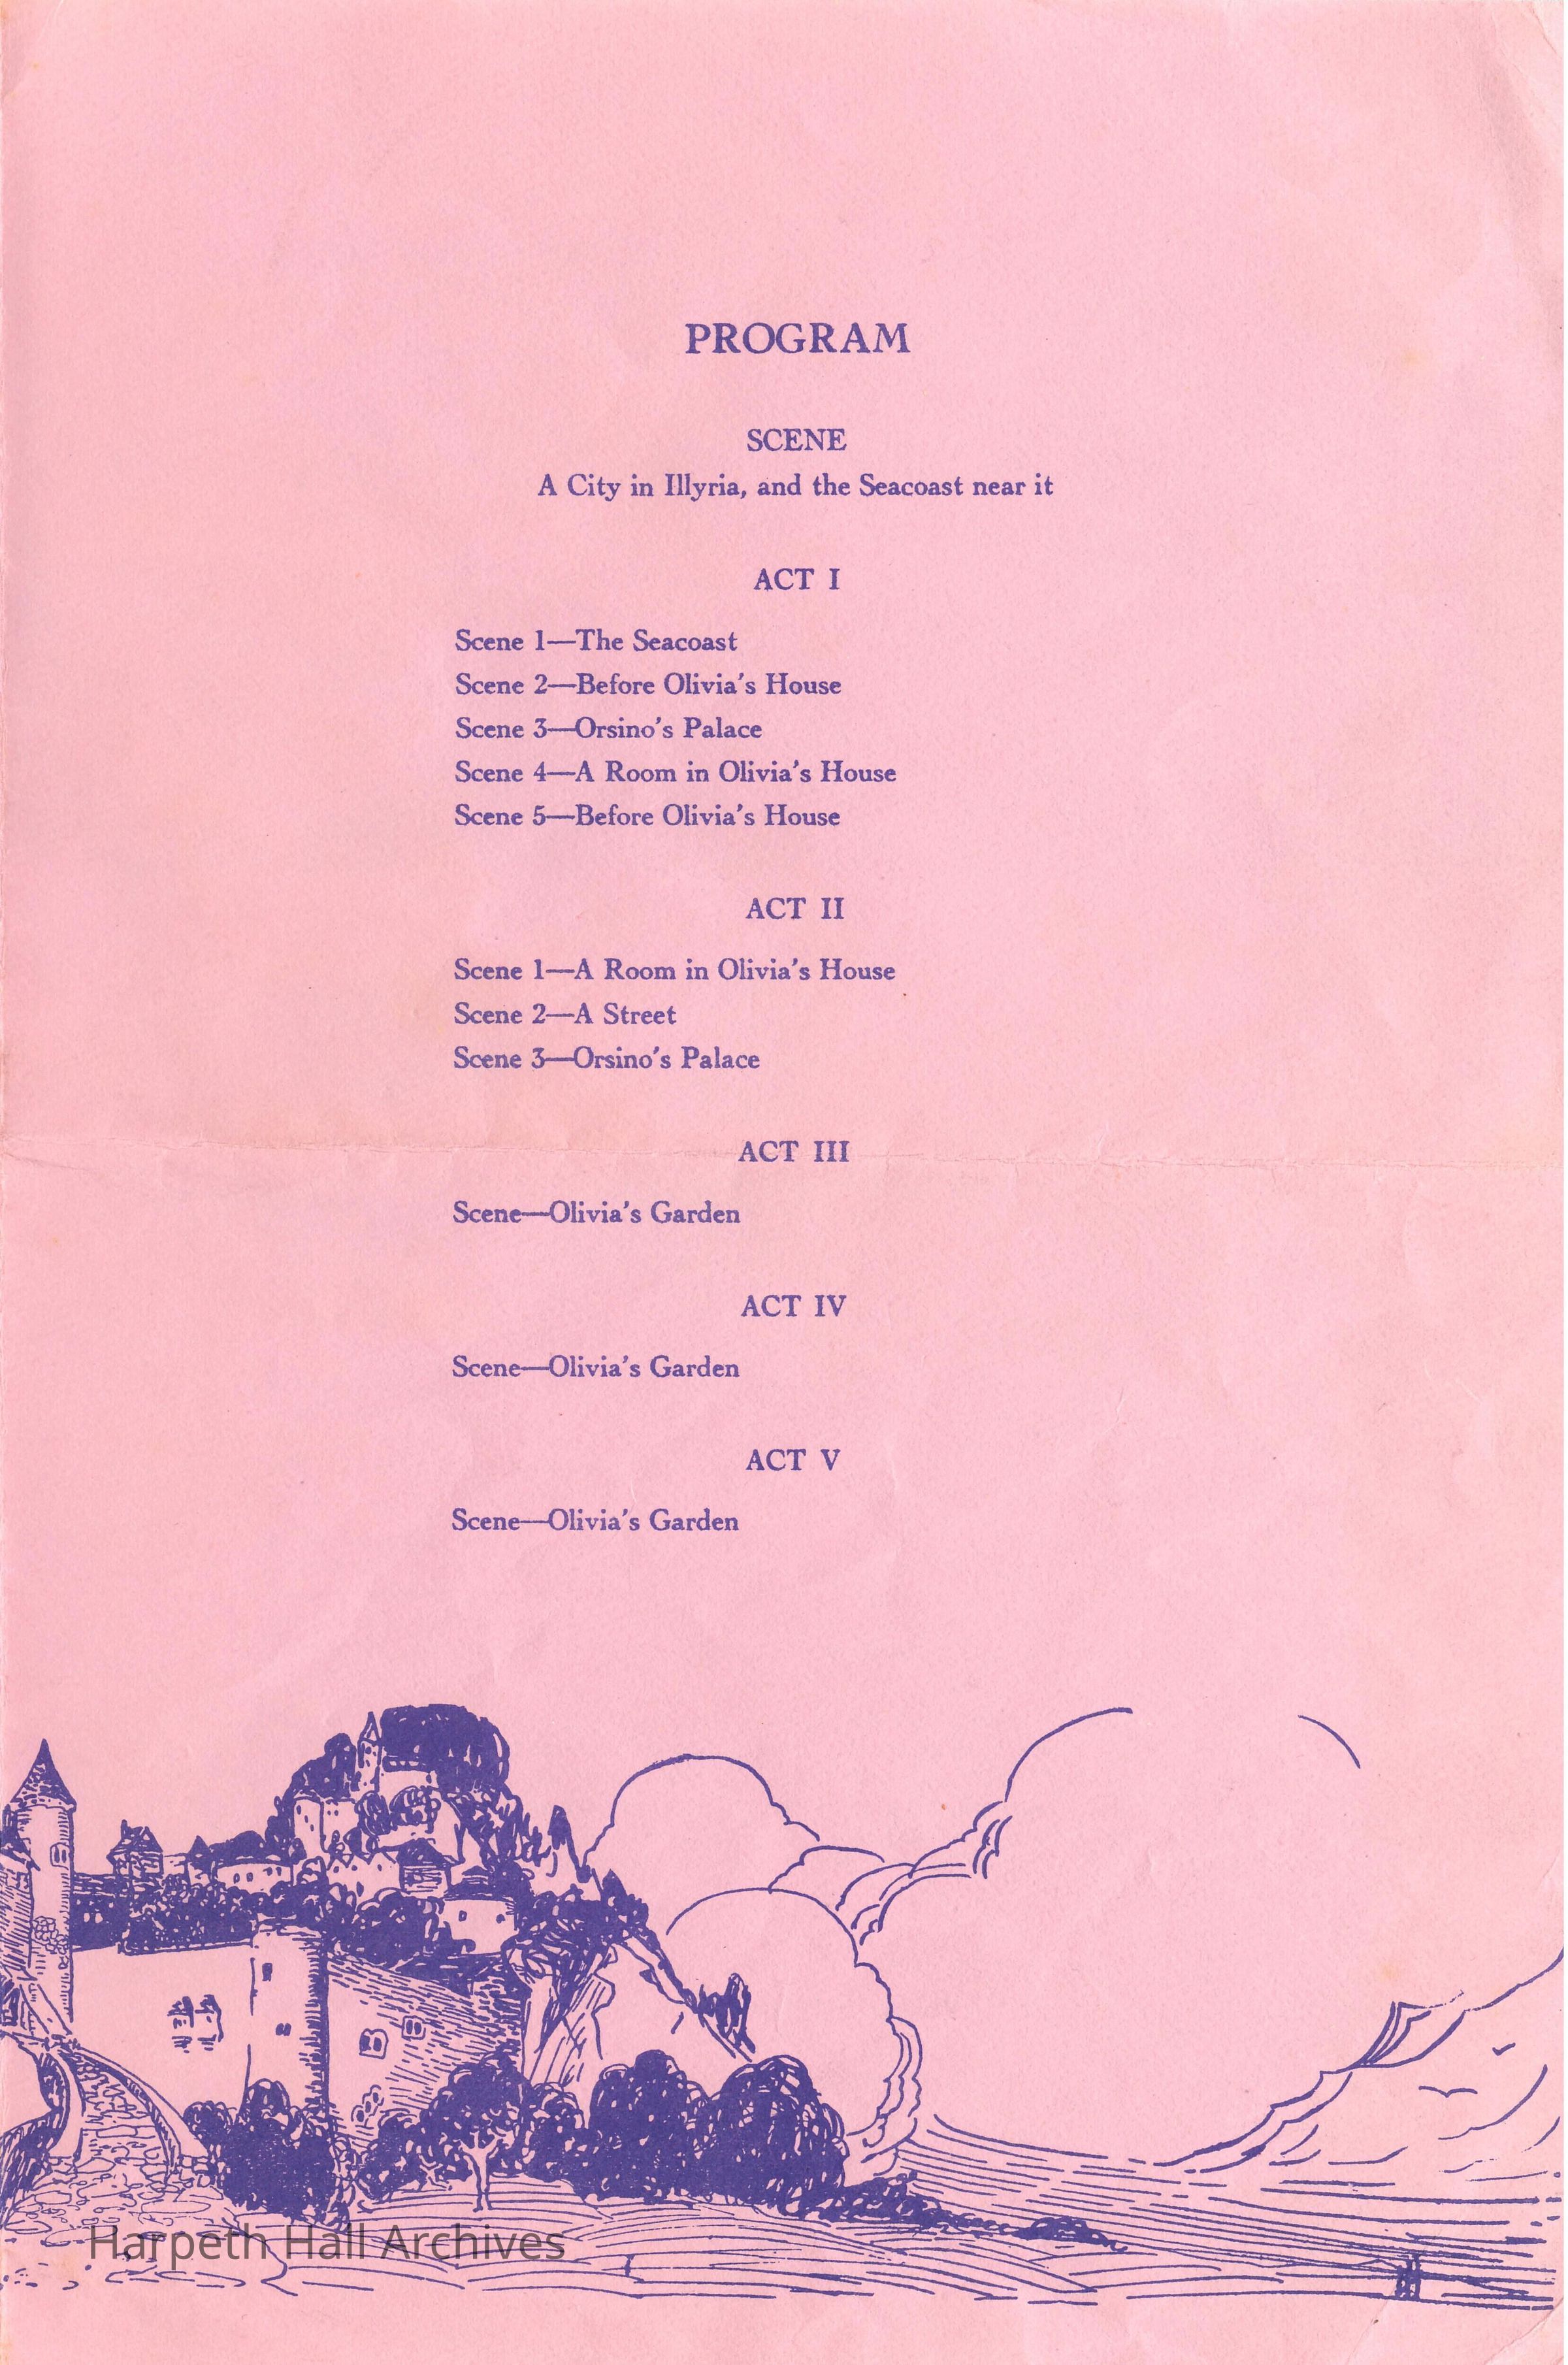 PROGRAM
SCENE
A City in Illyria, and the Seacoast near it
ACT I
Scene 1—The Seacoast
Scene 2—Before Olivia's House
Scene 3—Orsino's Palace
Scene 4—A Room in Olivia's House
Scene 5—Before Olivia's House
ACT II
Scene 1—A Room in Olivia's House
Scene 2—A Street
Scene 3—Orsino's Palace
ACT III
Scene—Olivia's Garden
ACT IV
Scene—Olivia's Garden
ACT V
Scene—Olivia's Garden
Harpeth Hall Archives